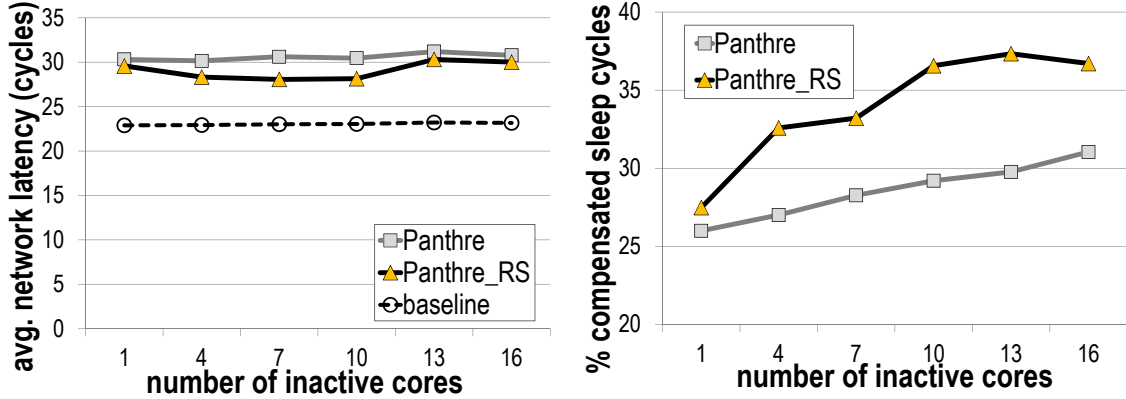 avg. network latency (cycles)
35
30
25
20
15
10
5
0
Panthre
Panthre_RS
baseline
1 4 7 10 13 16
number of inactive cores
% compensated sleep cycles
40
35
30
25
20
Panthre
Panthre_RS
1 4 7 10 13 16
number of inactive cores